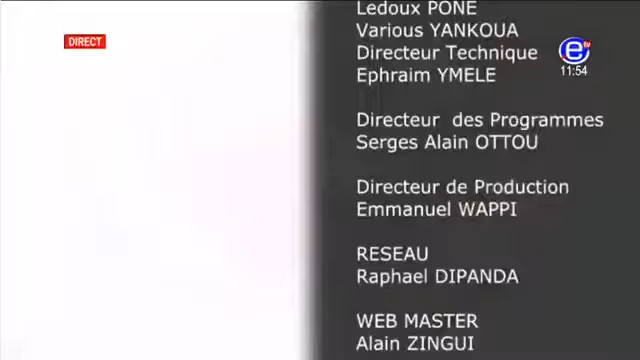 DIRECT
Ledoux PONE
Various YANKOUA
Directeur Technique
Ephraim YMELE
e tv
11:54
Directeur des Programmes
Serges Alain OTTOU
Directeur de Production
Emmanuel WAPPI
RESEAU
Raphael DIPANDA
WEB MASTER
Alain ZINGUI